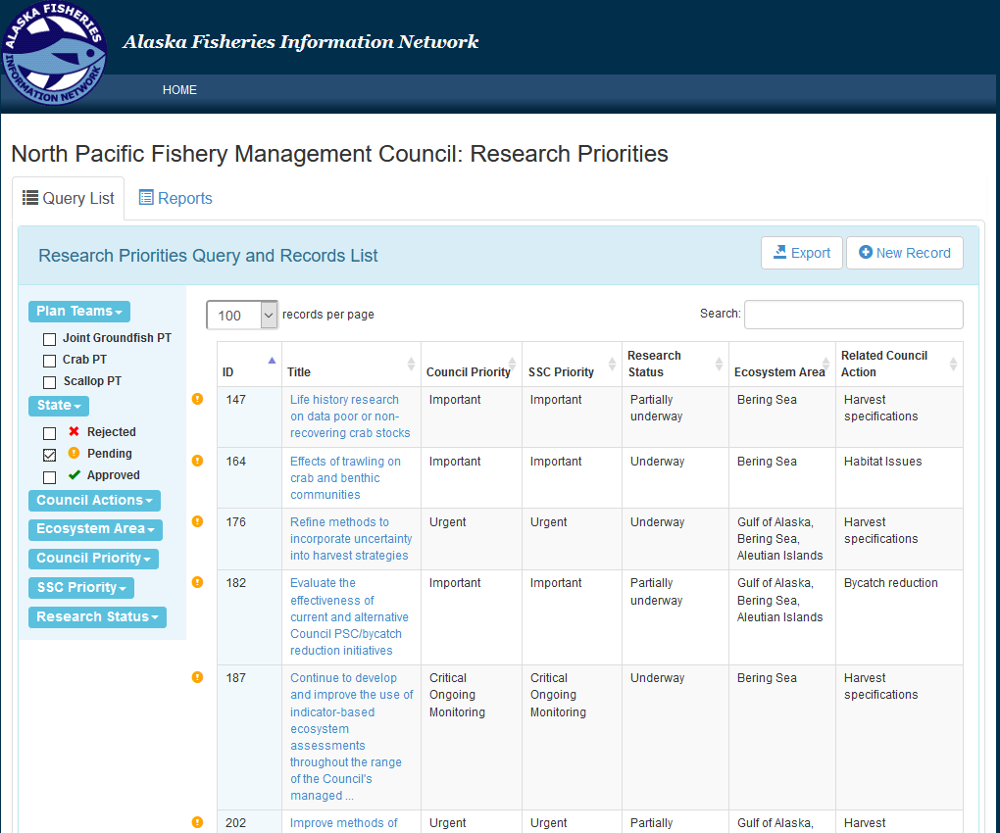 ALASKA FISHERIES
INFORMATION NETWORK
Alaska Fisheries Information Network
HOME
North Pacific Fishery Management Council: Research Priorities
Query List Reports
Research Priorities Query and Records List
Export New Record
Plan Teams
Joint Groundfish PT
Crab PT
Scallop PT
State
Rejected
Pending
Approved
Council Actions
Ecosystem Area
Council Priority
SSC Priority
Research Status
100 records per page
Search:
ID
Title
Council Priority
SSC Priority
Research
Status
Ecosystem Area
Related Council
Action
147
Life history research
on data poor or non-
recovering crab stocks
Important
Important
Partially
underway
Bering Sea
Harvest
specifications
164
Effects of trawling on
crab and benthic
communities
Important
Important
Underway
Bering Sea
Habitat Issues
176
Refine methods to
incorporate uncertainty
into harvest strategies
Urgent
Urgent
Underway
Gulf of Alaska,
Bering Sea,
Aleutian Islands
Harvest
specifications
182
Evaluate the
effectiveness of
current and alternative
Council PSC/bycatch
reduction initiatives
Important
Important
Partially
underway
Gulf of Alaska,
Bering Sea,
Aleutian Islands
Bycatch reduction
187
Continue to develop
and improve the use of
indicator-based
ecosystem
assessments
throughout the range
of the Council's
managed ...
Critical
Ongoing
Monitoring
Critical
Ongoing
Monitoring
Underway
Bering Sea
Harvest
specifications
202
Improve methods of
Urgent
Urgent
Partially
Gulf of Alaska,
Harvest